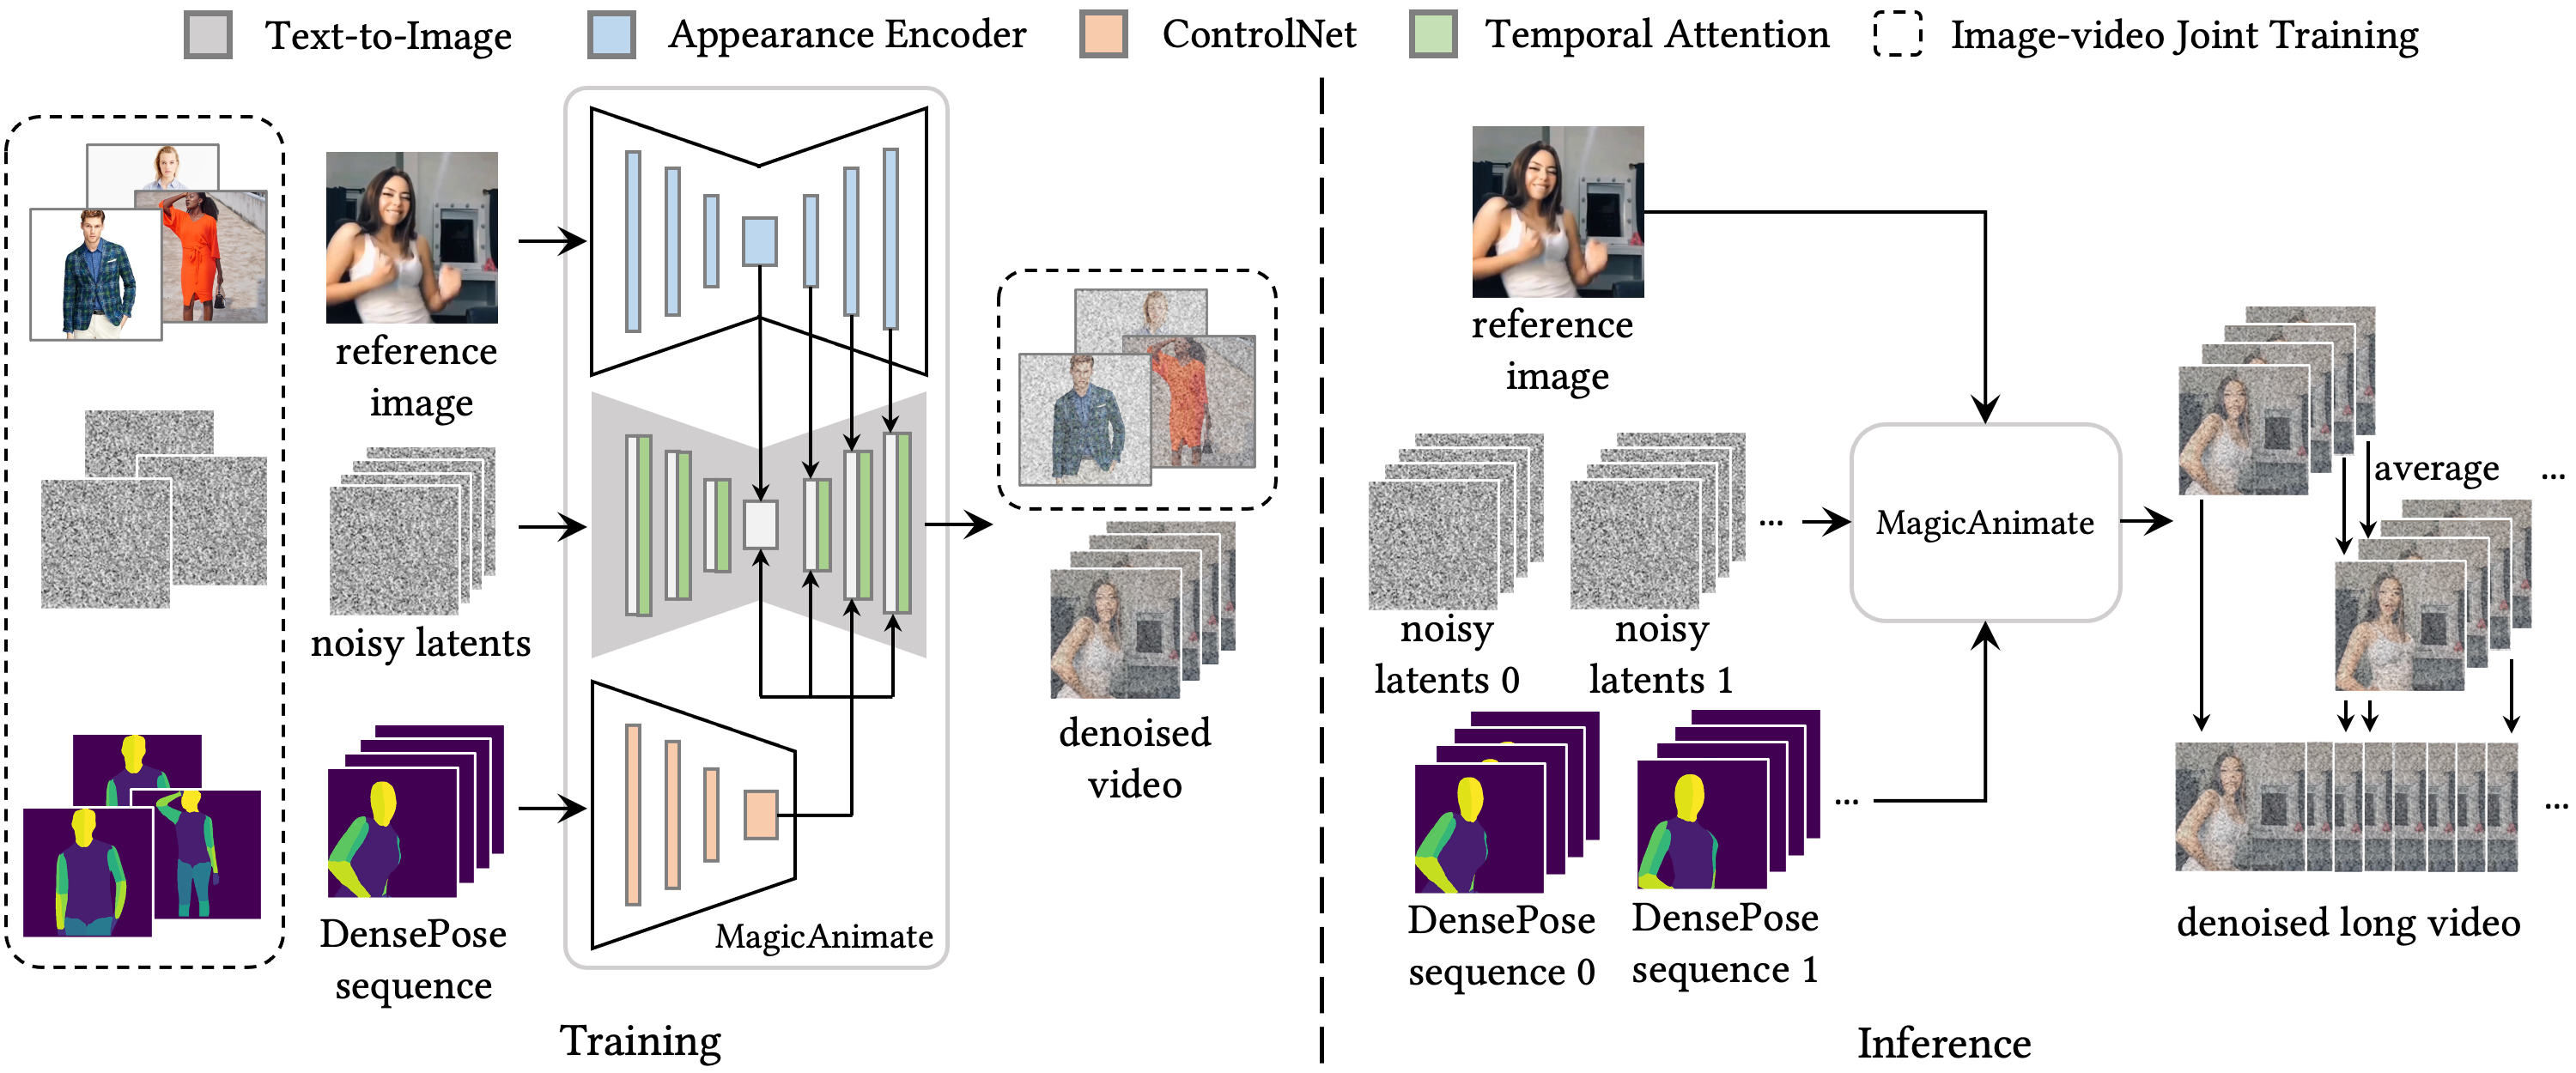 Text-to-Image
Appearance Encoder
ControlNet
Temporal Attention
Image-video Joint Training
reference
image
noisy latents
DensePose
sequence
MagicAnimate
denoised
video
Training
reference
image
noisy
latents 0
noisy
latents 1
...
DensePose
sequence 0
DensePose
sequence 1
...
MagicAnimate
average
...
...
denoised long video
Inference